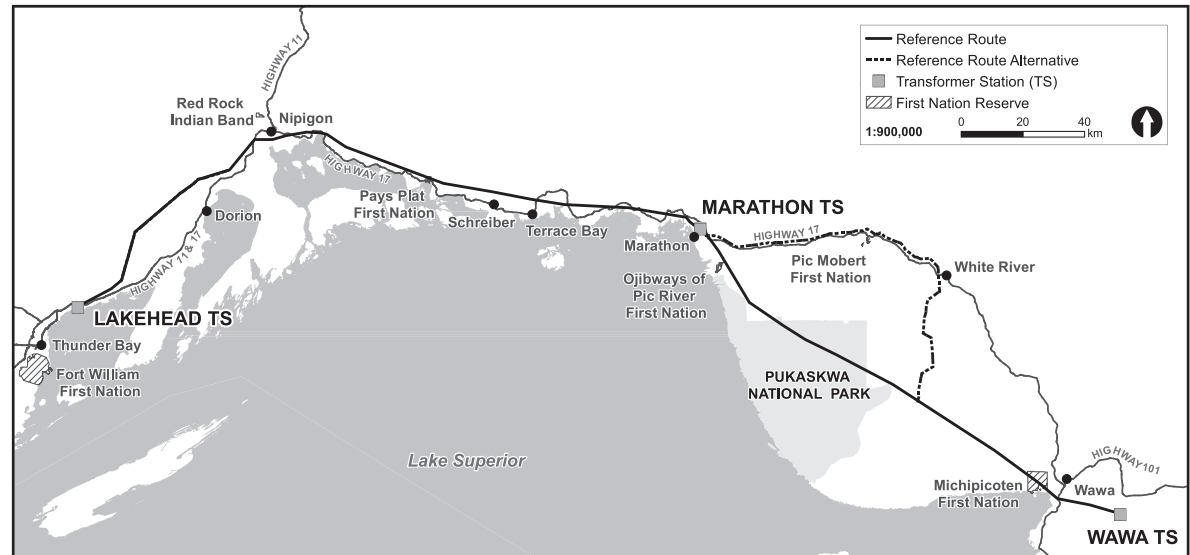 HIGHWAY 11
Red Rock
Indian Band
Nipigon
Reference Route
Reference Route Alternative
Transformer Station (TS)
First Nation Reserve
1:900,000
0 20 40
km
HIGHWAY 17
Pays Plat
First Nation
Schreiber
Terrace Bay
Dorion
HIGHWAY 11 & 17
MARATHON TS
Marathon
HIGHWAY 17
Pic Mobert
First Nation
White River
Ojibways of
Pic River
First Nation
LAKEHEAD TS
Thunder Bay
Fort William
First Nation
PUKASKWA
NATIONAL PARK
Lake Superior
HIGHWAY 101
Michipicoten
First Nation
Wawa
WAWA TS